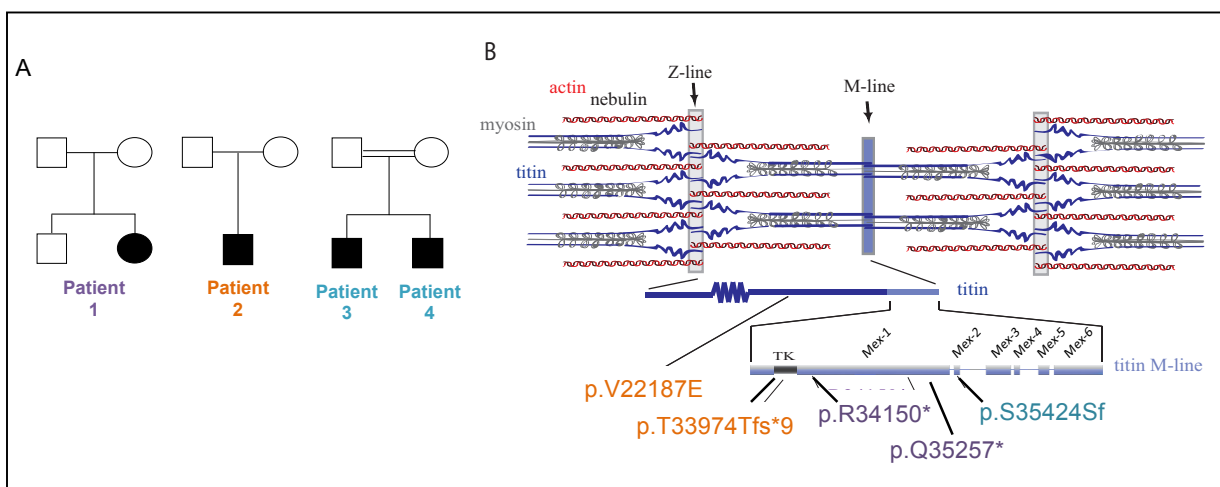 A
Patient
1
Patient
2
Patient
3
Patient
4
B
Z-line
M-line
actin
nebulin
myosin
titin
titin
Mex-1
Mex-2
Mex-3
Mex-4
Mex-5
Mex-6
TK
titin M-line
p.V22187E
p.T33974Tfs*9
p.R34150*
p.S35424Sf
p.Q35257*